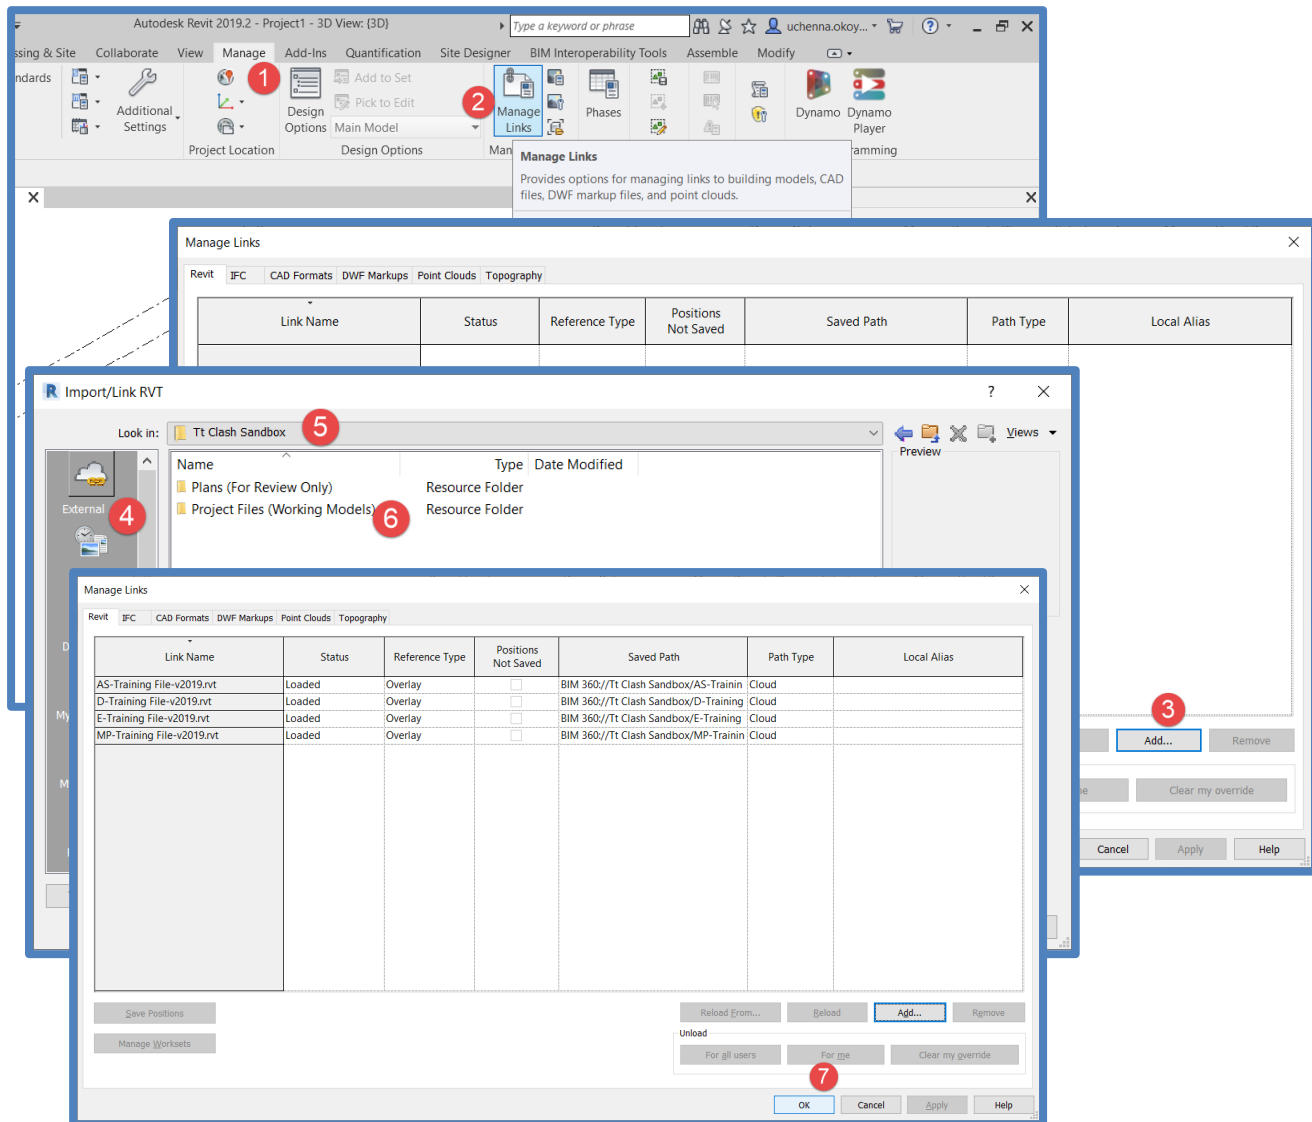 Autodesk Revit 2019.2 - Project1 - 3D View: {3D}
Type a keyword or phrase
uchenna.okoy...
?
ssing & Site Collaborate View Manage Add-Ins Quantification Site Designer BIM Interoperability Tools Assemble Modify
1
ndards
Additional
Settings
Project Location
Design
Options
Add to Set
Pick to Edit
Main Model
Design Options
2
Manage
Links
Man
Phases
Dynamo
Dynamo
Player
ramming
Manage Links
Provides options for managing links to building models, CAD
files, DWF markup files, and point clouds.
Manage Links
Revit IFC CAD Formats DWF Markups Point Clouds Topography
Link Name Status Reference Type Positions Not Saved Saved Path Path Type Local Alias
R Import/Link RVT ?
Look in: Tt Clash Sandbox 5 Views
Name Type Date Modified Preview
Plans (For Review Only) Resource Folder
External 4
Project Files (Working Models) 6 Resource Folder
D
My
M
3
Add... Remove
ne Clear my override
Cancel Apply Help
Manage Links
Revit IFC CAD Formats DWF Markups Point Clouds Topography
Link Name Status Reference Type Positions Not Saved Saved Path Path Type Local Alias
AS-Training File-v2019.rvt Loaded Overlay BIM 360://Tt Clash Sandbox/AS-Trainin Cloud
D-Training File-v2019.rvt Loaded Overlay BIM 360://Tt Clash Sandbox/D-Training Cloud
E-Training File-v2019.rvt Loaded Overlay BIM 360://Tt Clash Sandbox/E-Training Cloud
MP-Training File-v2019.rvt Loaded Overlay BIM 360://Tt Clash Sandbox/MP-Trainin Cloud
Save Positions Reload From... Reload Add... Remove
Manage Worksets
Unload
For all users For me Clear my override
7
OK Cancel Apply Help